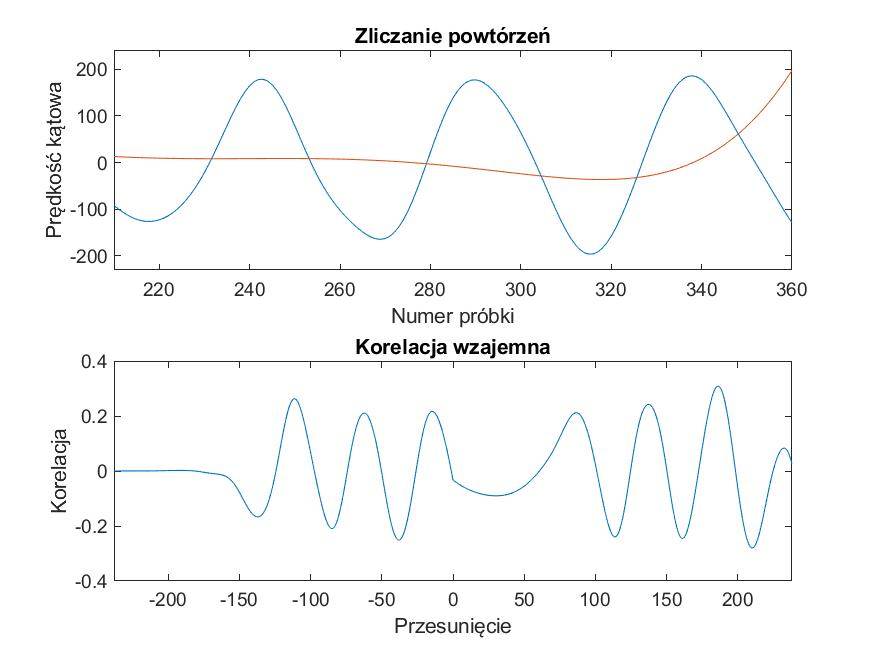 Zliczanie powtórzeń
Prędkość kątowa
200
100
0
-100
-200
220 240 260 280 300 320 340 360
Numer próbki
Korelacja wzajemna
Korelacja
0.4
0.2
0
-0.2
-0.4
-200 -150 -100 -50 0 50 100 150 200
Przesunięcie